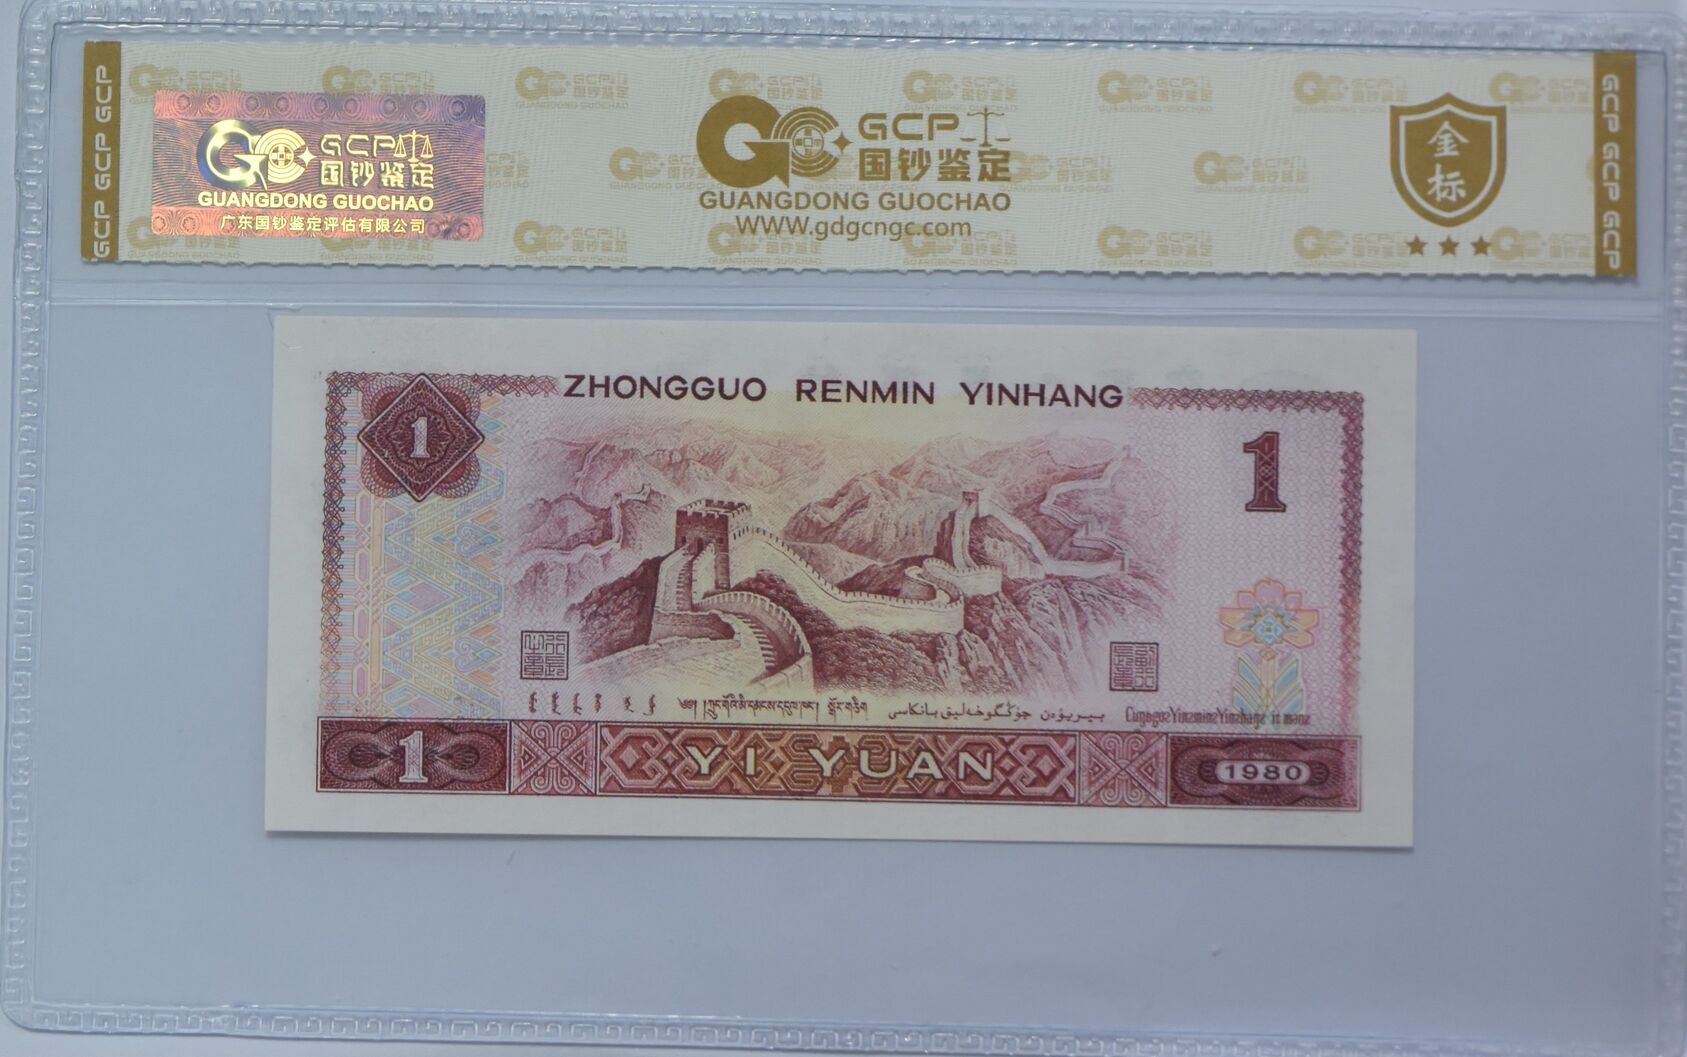 GCP GCP GCP
GCP
国钞鉴定
GUANGDONG GUOCHAO
广东国钞鉴定评估有限公司
GCP
国钞鉴定
GUANGDONG GUOCHAO
WWW.gdgcngc.com
金标
GCP GCP GCP
ZHONGGUO RENMIN YINHANG
1
1
1
YI YUAN
1980